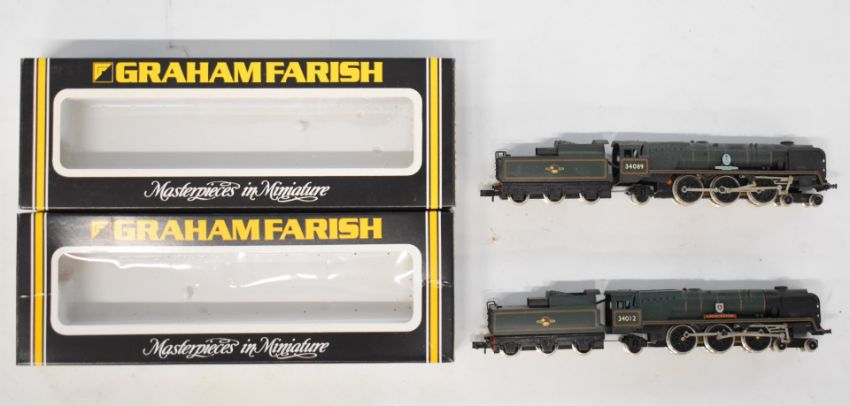 GRAHAM FARISH
Masterpieces in Miniature
GRAHAM FARISH
Masterpieces in Miniature
34089
34012